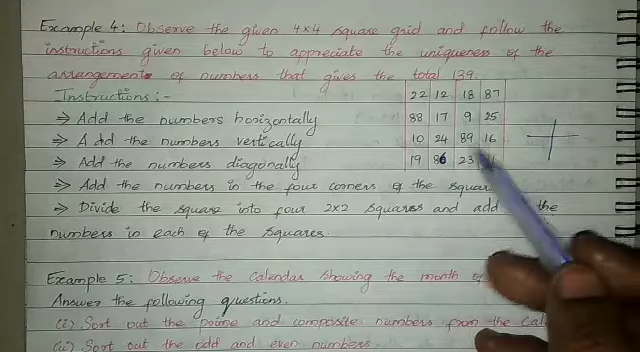 Example 4: Observe the given 4x4 square grid and follow the
instructions given below to appreciate the uniqueness of the
arrangements of numbers that gives the total 139.
Instructions:-
22 12 18 87
→ Add the numbers horizontally
88 17 9 25
→ Add the numbers vertically
10 24 89 16
→ Add the numbers diagonally
19 86 23
→ Add the numbers in the four corners of the squar
→ Divide the square into four 2x2 squares and add the
numbers in each of the squares.
Example 5: Observe the Calendar showing the month of
Answer the following questions.
(i) Sort out the prime and composite numbers from the Cal
(ii) Sort out the odd and even numbers.